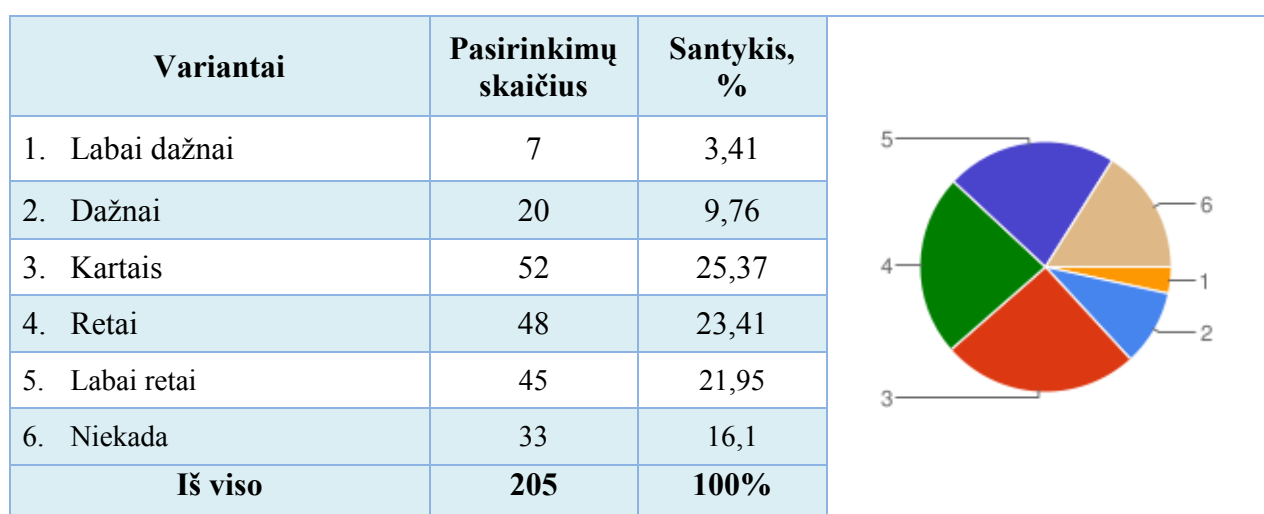 Variantai Pasirinkimų skaičius Santykis, %
1. Labai dažnai 7 3,41
2. Dažnai 20 9,76
3. Kartais 52 25,37
4. Retai 48 23,41
5. Labai retai 45 21,95
6. Niekada 33 16,1
Iš viso 205 100%
5
6
4
1
2
3